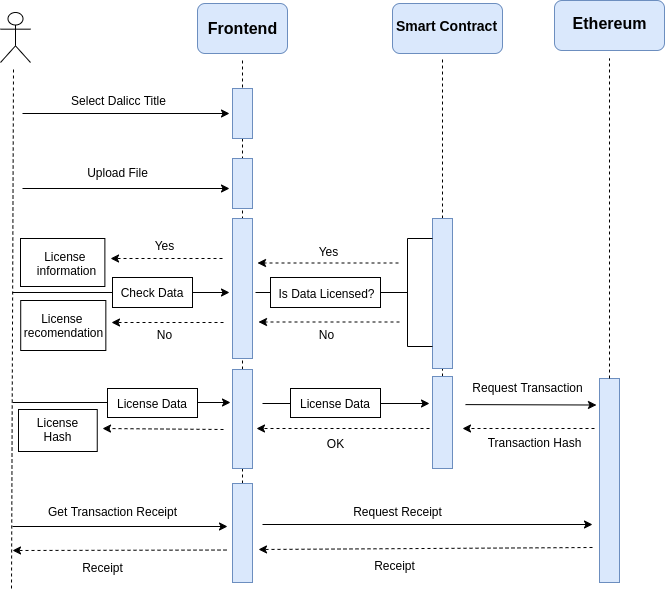 Frontend
Smart Contract
Ethereum
Select Dalicc Title
Upload File
Yes
Yes
License
information
Check Data
Is Data Licensed?
License
recomendation
No
No
License Data
License Data
Request Transaction
License
Hash
OK
Transaction Hash
Get Transaction Receipt
Request Receipt
Receipt
Receipt